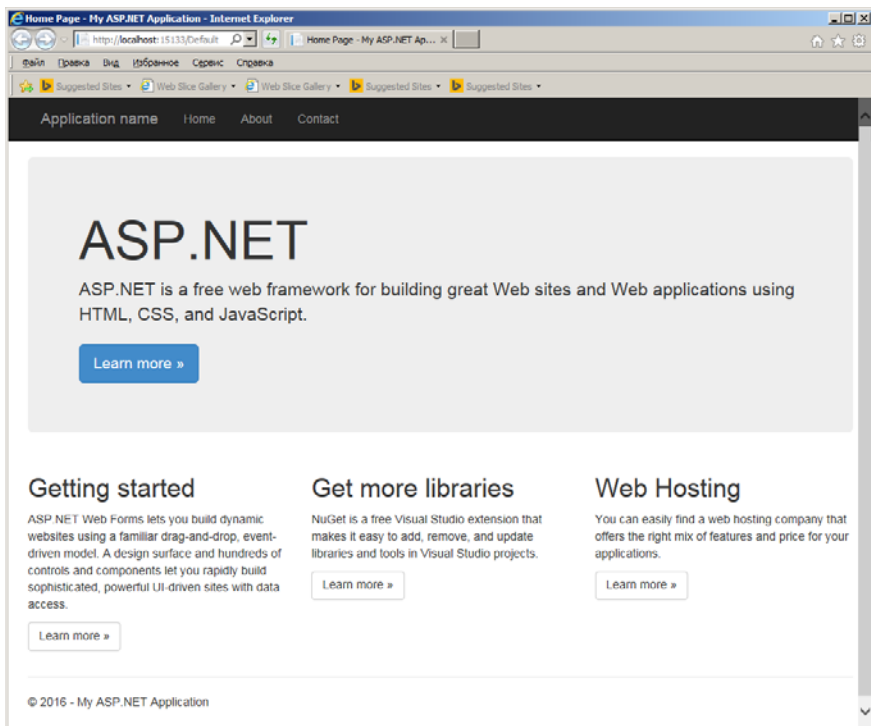 Home Page - My ASP.NET Application - Internet Explorer
http://localhost:15133/Default
Home Page - My ASP.NET Ap...
Файл Правка Вид Избранное Сервис Справка
Suggested Sites Web Slice Gallery Web Slice Gallery Suggested Sites Suggested Sites
Application name Home About Contact
ASP.NET
ASP.NET is a free web framework for building great Web sites and Web applications using
HTML, CSS, and JavaScript.
Learn more »
Getting started
ASP.NET Web Forms lets you build dynamic
websites using a familiar drag-and-drop, event-
driven model. A design surface and hundreds of
controls and components let you rapidly build
sophisticated, powerful UI-driven sites with data
access.
Learn more »
Get more libraries
NuGet is a free Visual Studio extension that
makes it easy to add, remove, and update
libraries and tools in Visual Studio projects.
Learn more »
Web Hosting
You can easily find a web hosting company that
offers the right mix of features and price for your
applications.
Learn more »
© 2016 - My ASP.NET Application